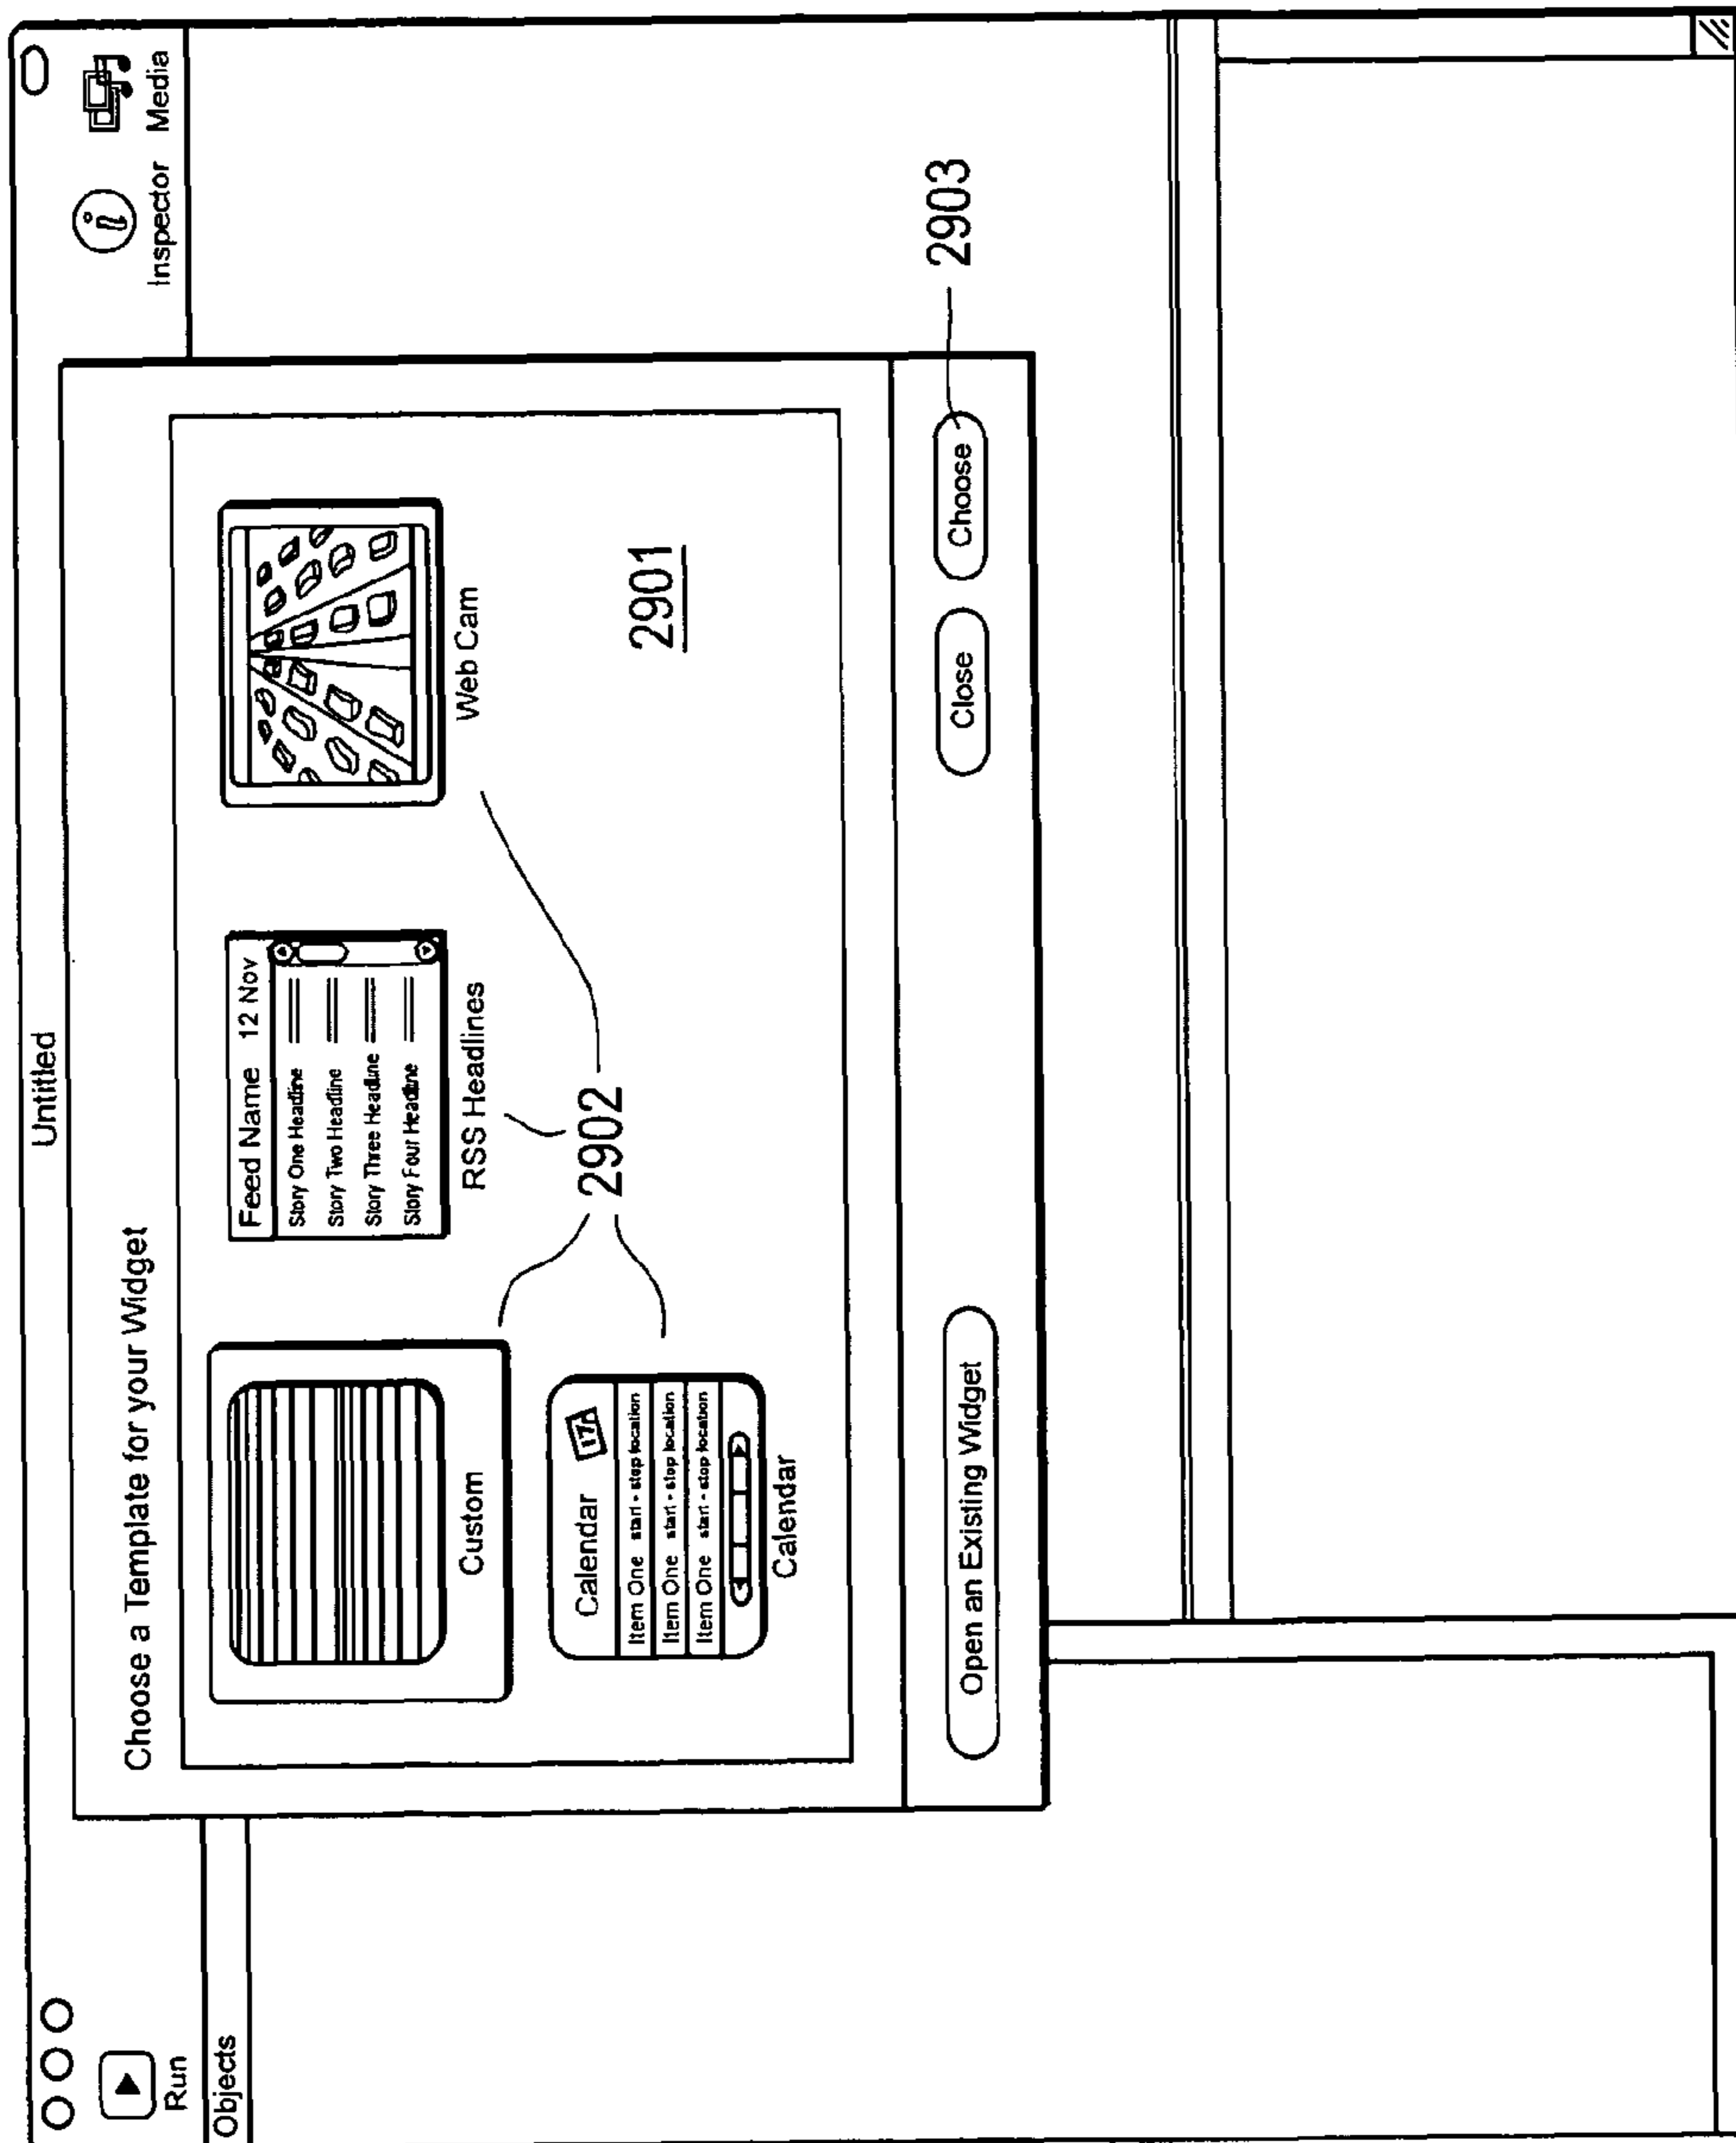 Untitled
Run
Inspector Media
Objects
Choose a Template for your Widget
Feed Name 12 Nov
Story One Headline
Story Two Headline
Story Three Headline
Story Four Headline
Custom
RSS Headlines
Web Cam
2902
2901
Calendar 17
Item One start - stop location
Item One start - stop location
Item One start - stop location
Calendar
Open an Existing Widget
Close
Choose
2903